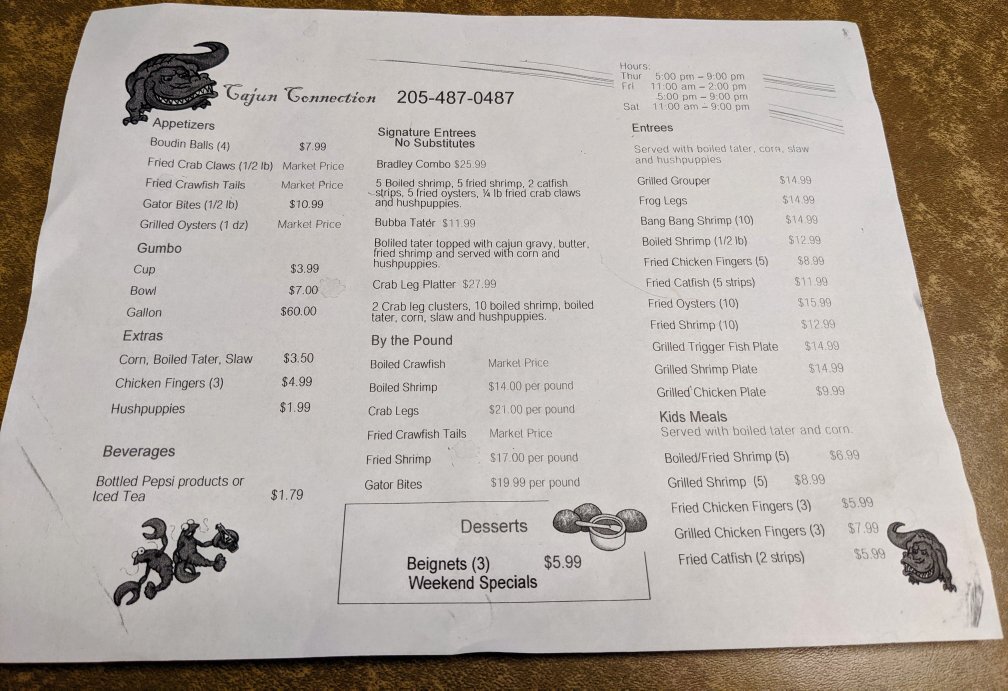 Cajun Connection 205-487-0487
Hours:
Thur 5:00 pm – 9:00 pm
Fri 11:00 am – 2:00 pm
5:00 pm – 9:00 pm
Sat 11:00 am – 9:00 pm
Appetizers
Boudin Balls (4) $7.99
Fried Crab Claws (1/2 lb) Market Price
Fried Crawfish Tails Market Price
Gator Bites (1/2 lb) $10.99
Grilled Oysters (1 dz) Market Price
Gumbo
Cup $3.99
Bowl $7.00
Gallon $60.00
Extras
Corn, Boiled Tater, Slaw $3.50
Chicken Fingers (3) $4.99
Hushpuppies $1.99
Beverages
Bottled Pepsi products or
Iced Tea $1.79
Signature Entrees
No Substitutes
Bradley Combo $25.99
5 Boiled shrimp, 5 fried shrimp, 2 catfish
strips, 5 fried oysters, ¼ lb fried crab claws
and hushpuppies.
Bubba Tater $11.99
Boliled tater topped with cajun gravy, butter,
fried shrimp and served with corn and
hushpuppies.
Crab Leg Platter $27.99
2 Crab leg clusters, 10 boiled shrimp, boiled
tater, corn, slaw and hushpuppies.
By the Pound
Boiled Crawfish Market Price
Boiled Shrimp $14.00 per pound
Crab Legs $21.00 per pound
Fried Crawfish Tails Market Price
Fried Shrimp $17.00 per pound
Gator Bites $19.99 per pound
Desserts
Beignets (3) $5.99
Weekend Specials
Entrees
Served with boiled tater, corn, slaw
and hushpuppies
Grilled Grouper $14.99
Frog Legs $14.99
Bang Bang Shrimp (10) $14.99
Boiled Shrimp (1/2 lb) $12.99
Fried Chicken Fingers (5) $8.99
Fried Catfish (5 strips) $11.99
Fried Oysters (10) $15.99
Fried Shrimp (10) $12.99
Grilled Trigger Fish Plate $14.99
Grilled Shrimp Plate $14.99
Grilled Chicken Plate $9.99
Kids Meals
Served with boiled tater and corn.
Boiled/Fried Shrimp (5) $6.99
Grilled Shrimp (5) $8.99
Fried Chicken Fingers (3) $5.99
Grilled Chicken Fingers (3) $7.99
Fried Catfish (2 strips) $5.99